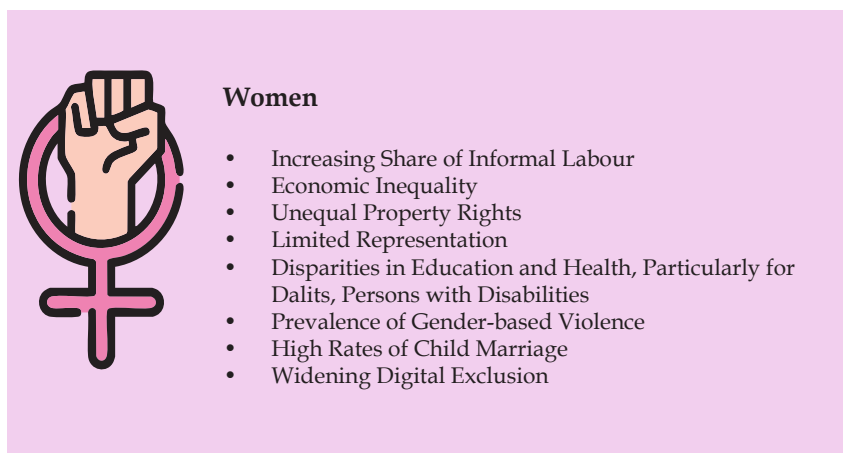 Women
• Increasing Share of Informal Labour
• Economic Inequality
• Unequal Property Rights
• Limited Representation
• Disparities in Education and Health, Particularly for
Dalits, Persons with Disabilities
• Prevalence of Gender-based Violence
• High Rates of Child Marriage
• Widening Digital Exclusion